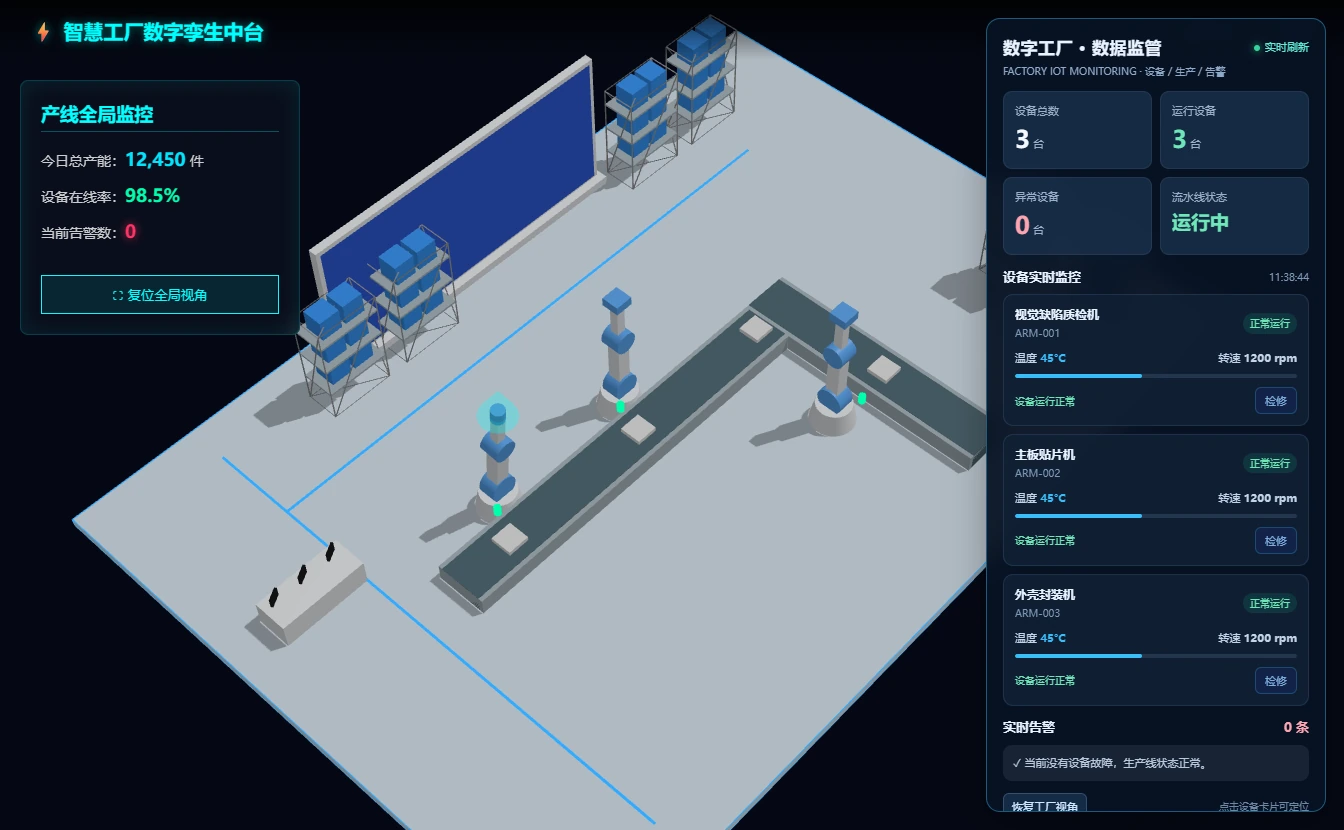 智慧工厂数字孪生中台
产线全局监控
今日总产能: 12,450 件
设备在线率: 98.5%
当前告警数: 0
复位全局视角
数字工厂 • 数据监管
实时刷新
FACTORY IOT MONITORING · 设备 / 生产 / 告警
设备总数
3 台
运行设备
3 台
异常设备
0 台
流水线状态
运行中
设备实时监控
11:38:44
视觉缺陷质检机
正常运行
ARM-001
温度 45°C
转速 1200 rpm
设备运行正常
检修
主板贴片机
正常运行
ARM-002
温度 45°C
转速 1200 rpm
设备运行正常
检修
外壳封装机
正常运行
ARM-003
温度 45°C
转速 1200 rpm
设备运行正常
检修
实时告警
0 条
✓ 当前没有设备故障，生产线状态正常。
恢复工厂视角
点击设备卡片可定位